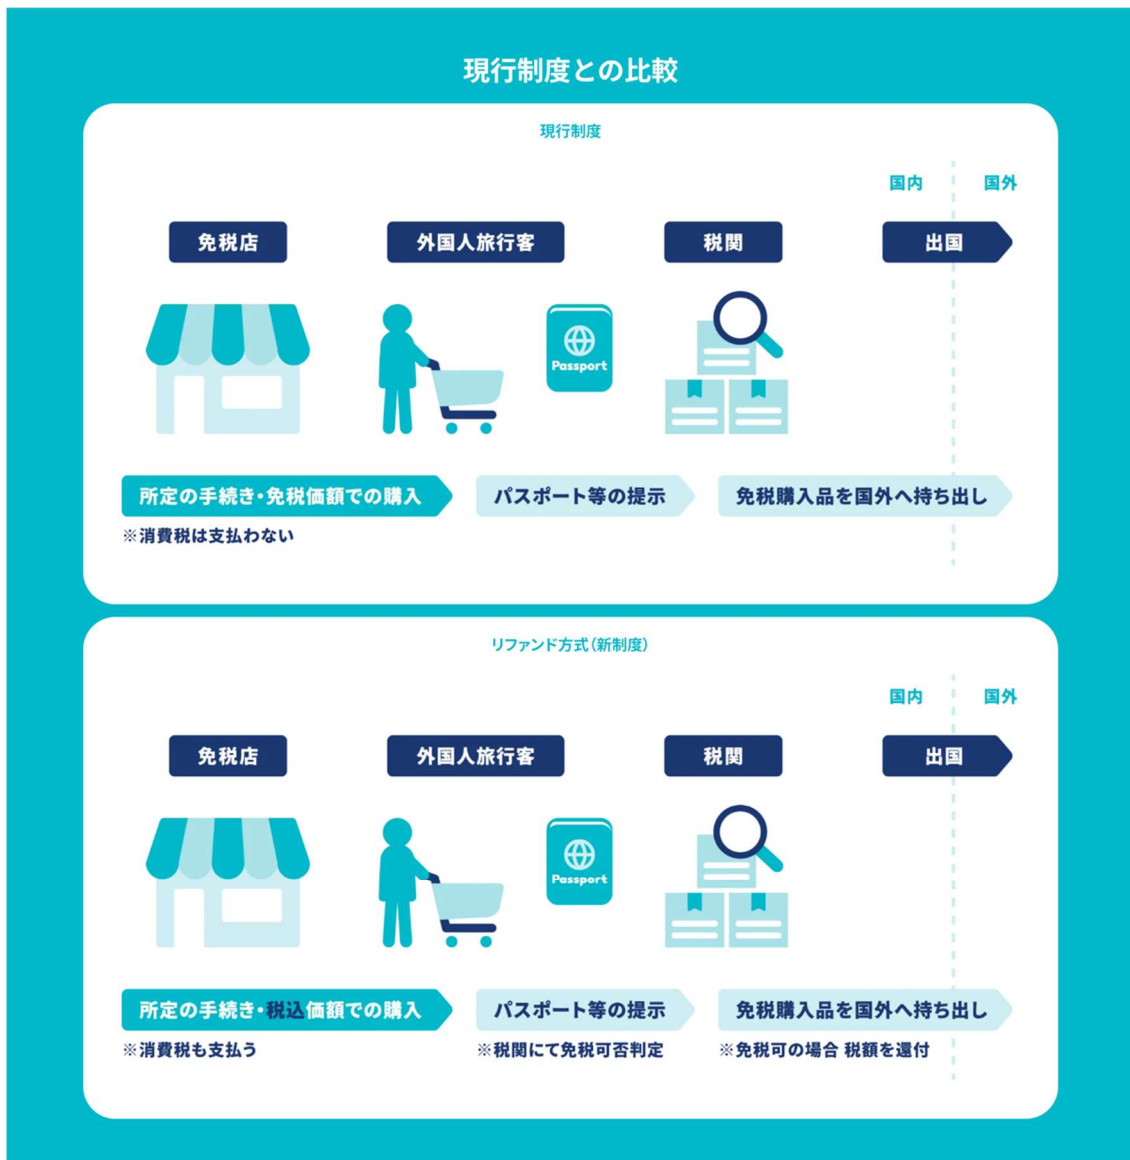 現行制度との比較
現行制度
国内 国外
免税店 外国人旅行客 税関 出国
Passport
所定の手続き・免税価額での購入 パスポート等の提示 免税購入品を国外へ持ち出し
※消費税は支払わない
リファンド方式(新制度)
国内 国外
免税店 外国人旅行客 税関 出国
Passport
所定の手続き・税込価額での購入 パスポート等の提示 免税購入品を国外へ持ち出し
※消費税も支払う ※税関にて免税可否判定 ※免税可の場合 税額を還付